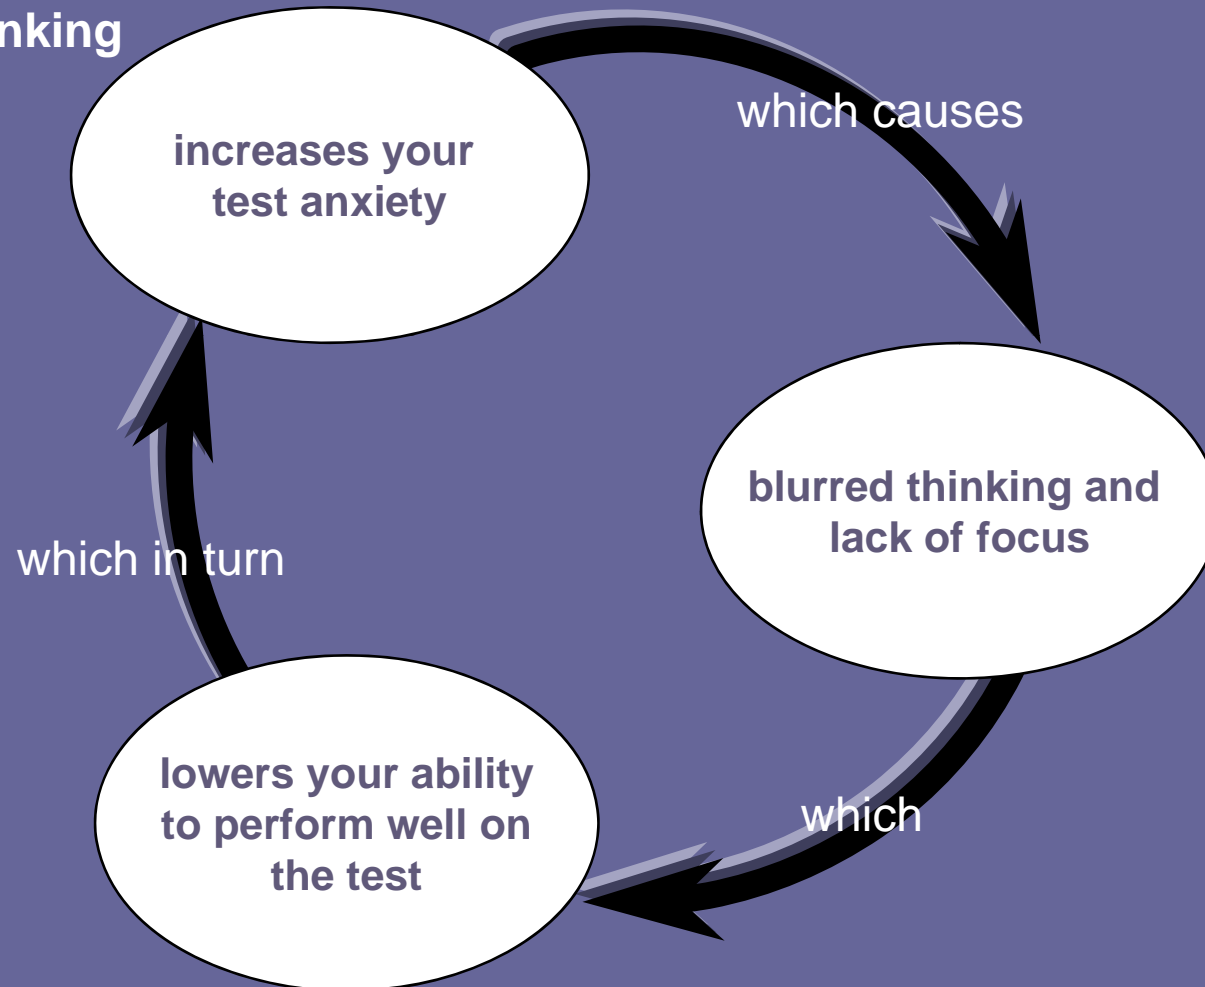 nking
increases your
test anxiety
which causes
blurred thinking and
lack of focus
which
lowers your ability
to perform well on
the test
which in turn